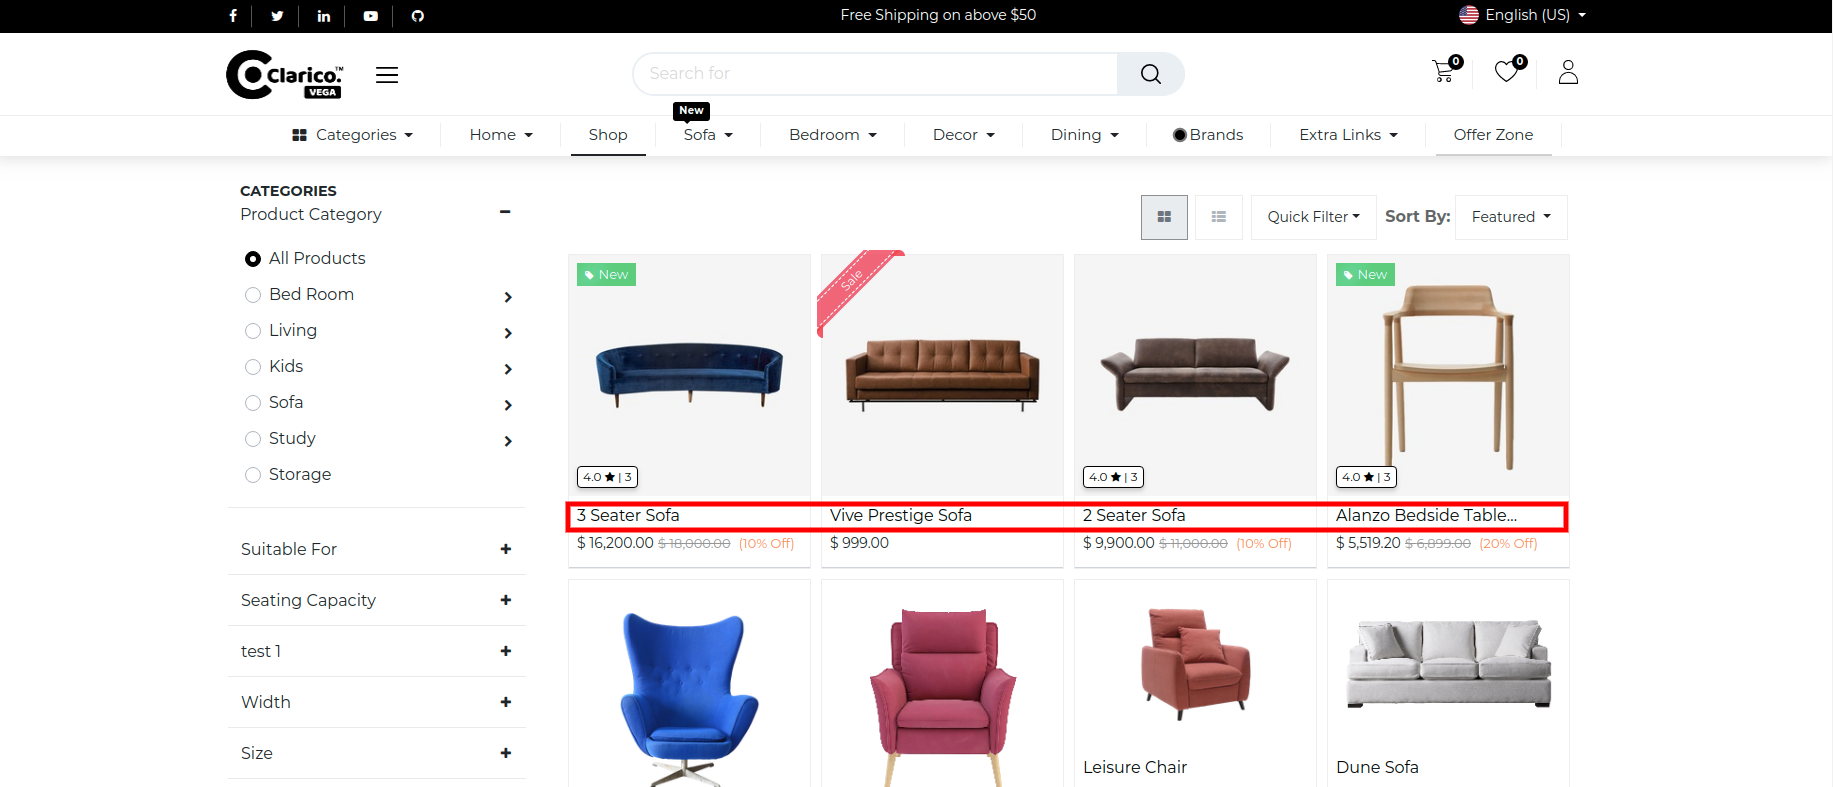 Free Shipping on above $50
English (US)
Clarico.™
VEGA
Search for
0
0
New
Categories
Home
Shop
Sofa
Bedroom
Decor
Dining
Brands
Extra Links
Offer Zone
CATEGORIES
Product Category
All Products
Bed Room
Living
Kids
Sofa
Study
Storage
Suitable For
Seating Capacity
test 1
Width
Size
Quick Filter
Sort By:
Featured
New
Sale
New
4.0 ★ | 3
4.0 ★ | 3
4.0 ★ | 3
3 Seater Sofa
Vive Prestige Sofa
2 Seater Sofa
Alanzo Bedside Table...
$ 16,200.00 $ 18,000.00 (10% Off)
$ 999.00
$ 9,900.00 $ 11,000.00 (10% Off)
$ 5,519.20 $ 6,899.00 (20% Off)
Leisure Chair
Dune Sofa